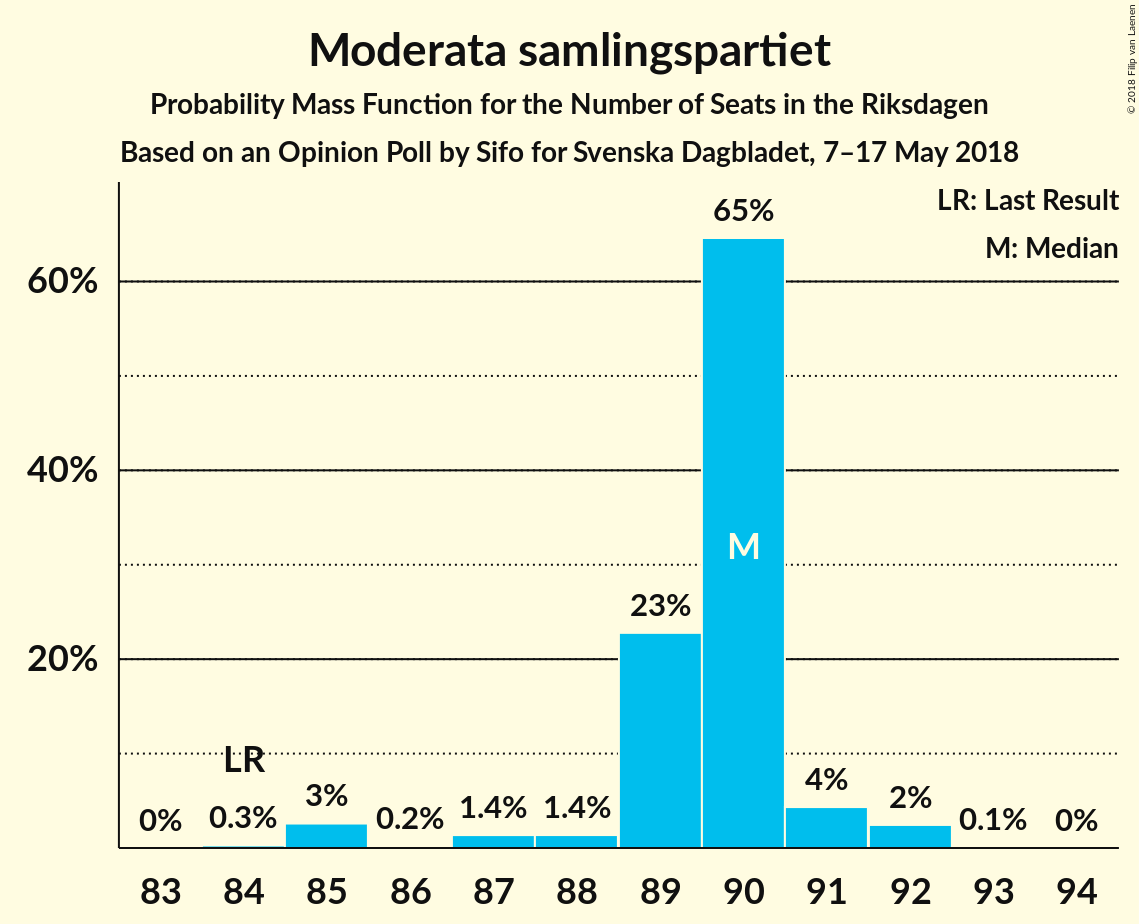 Moderata samlingspartiet
Probability Mass Function for the Number of Seats in the Riksdagen
Based on an Opinion Poll by Sifo for Svenska Dagbladet, 7–17 May 2018
© 2018 Filip van Laenen
LR: Last Result
M: Median
60%
40%
20%
0%
LR
0.3%
3%
0.2%
1.4%
1.4%
23%
65%
M
4%
2%
0.1%
0%
83 84 85 86 87 88 89 90 91 92 93 94